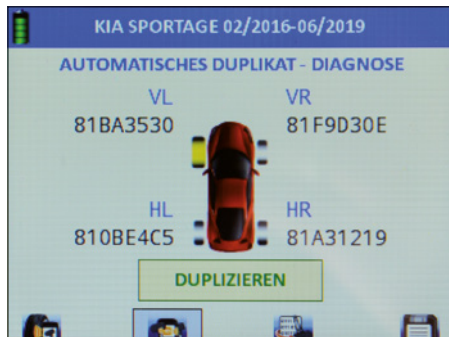 KIA SPORTAGE 02/2016-06/2019
AUTOMATISCHES DUPLIKAT - DIAGNOSE
VL VR
81BA3530 81F9D30E
HL HR
810BE4C5 81A31219
DUPLIZIEREN